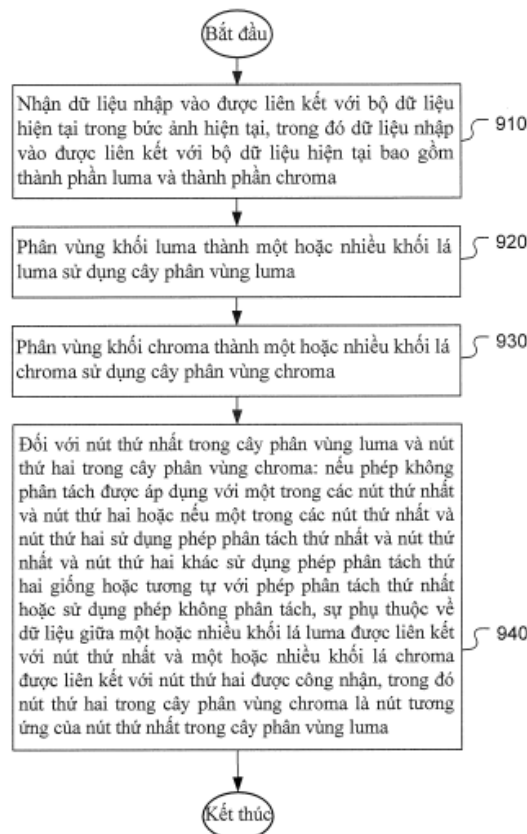 Bắt đầu
Nhận dữ liệu nhập vào được liên kết với bộ dữ liệu
hiện tại trong bức ảnh hiện tại, trong đó dữ liệu nhập
vào được liên kết với bộ dữ liệu hiện tại bao gồm
thành phần luma và thành phần chroma
910
Phân vùng khối luma thành một hoặc nhiều khối lá
luma sử dụng cây phân vùng luma
920
Phân vùng khối chroma thành một hoặc nhiều khối lá
chroma sử dụng cây phân vùng chroma
930
Đối với nút thứ nhất trong cây phân vùng luma và nút
thứ hai trong cây phân vùng chroma: nếu phép không
phân tách được áp dụng với một trong các nút thứ nhất
và nút thứ hai hoặc nếu một trong các nút thứ nhất và
nút thứ hai sử dụng phép phân tách thứ nhất và nút thứ
nhất và nút thứ hai khác sử dụng phép phân tách thứ
hai giống hoặc tương tự với phép phân tách thứ nhất
hoặc sử dụng phép không phân tách, sự phụ thuộc về
dữ liệu giữa một hoặc nhiều khối lá luma được liên kết
với nút thứ nhất và một hoặc nhiều khối lá chroma
được liên kết với nút thứ hai được công nhận, trong đó
nút thứ hai trong cây phân vùng chroma là nút tương
ứng của nút thứ nhất trong cây phân vùng luma
940
Kết thúc